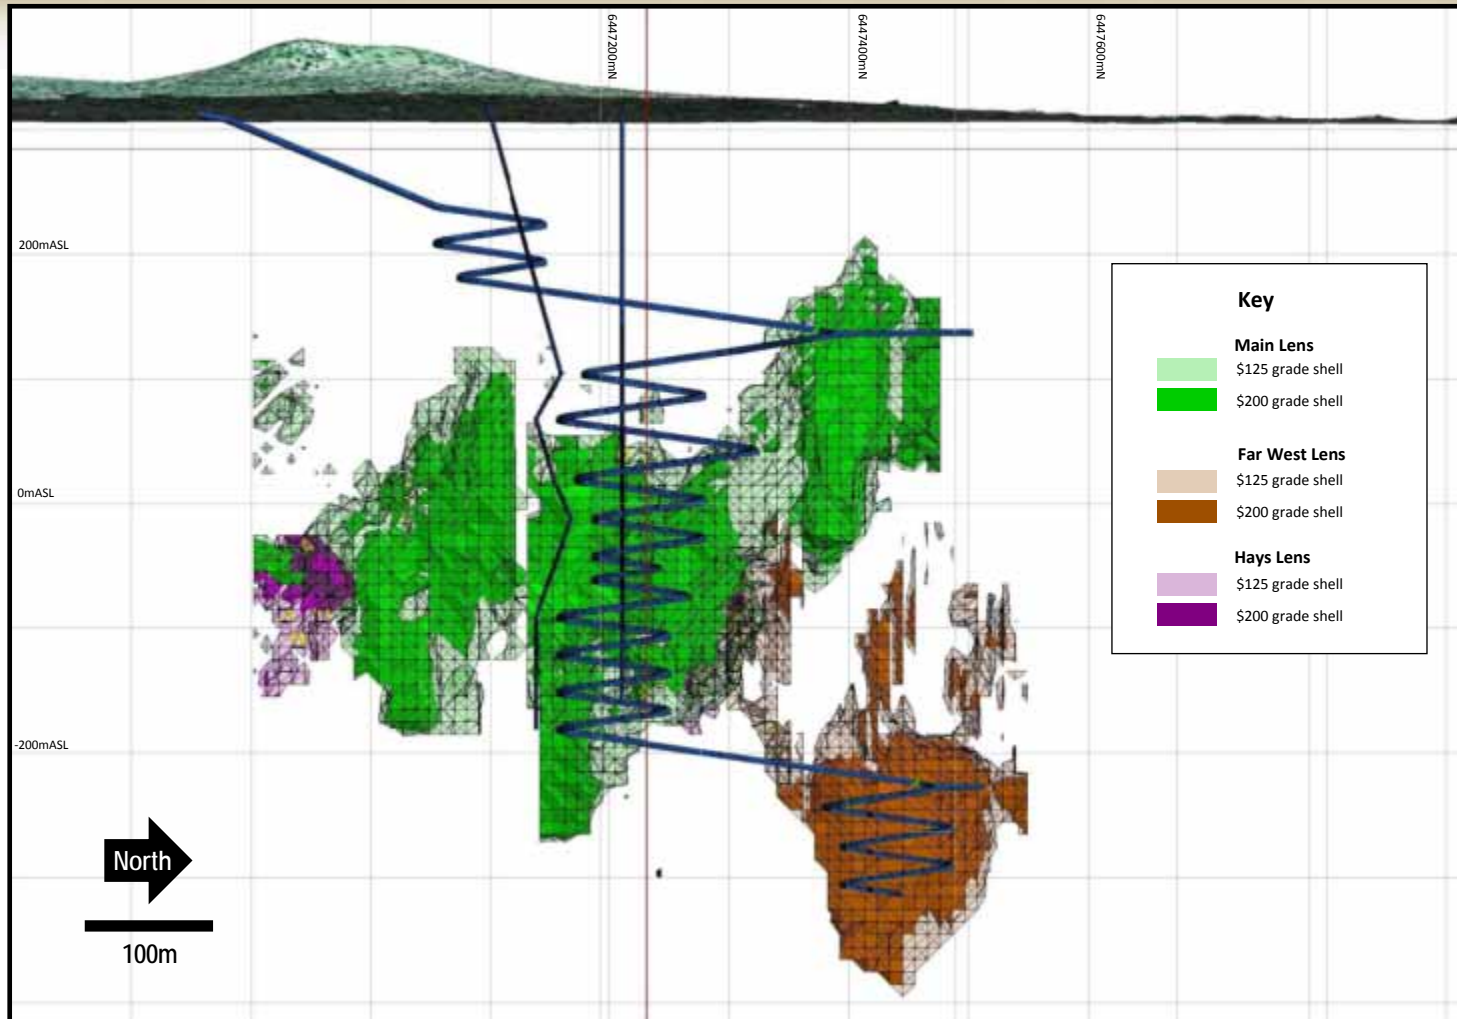 6447200mN
6447400mN
6447600mN
200mASL
0mASL
-200mASL
Key
Main Lens
$125 grade shell
$200 grade shell
Far West Lens
$125 grade shell
$200 grade shell
Hays Lens
$125 grade shell
$200 grade shell
North
100m